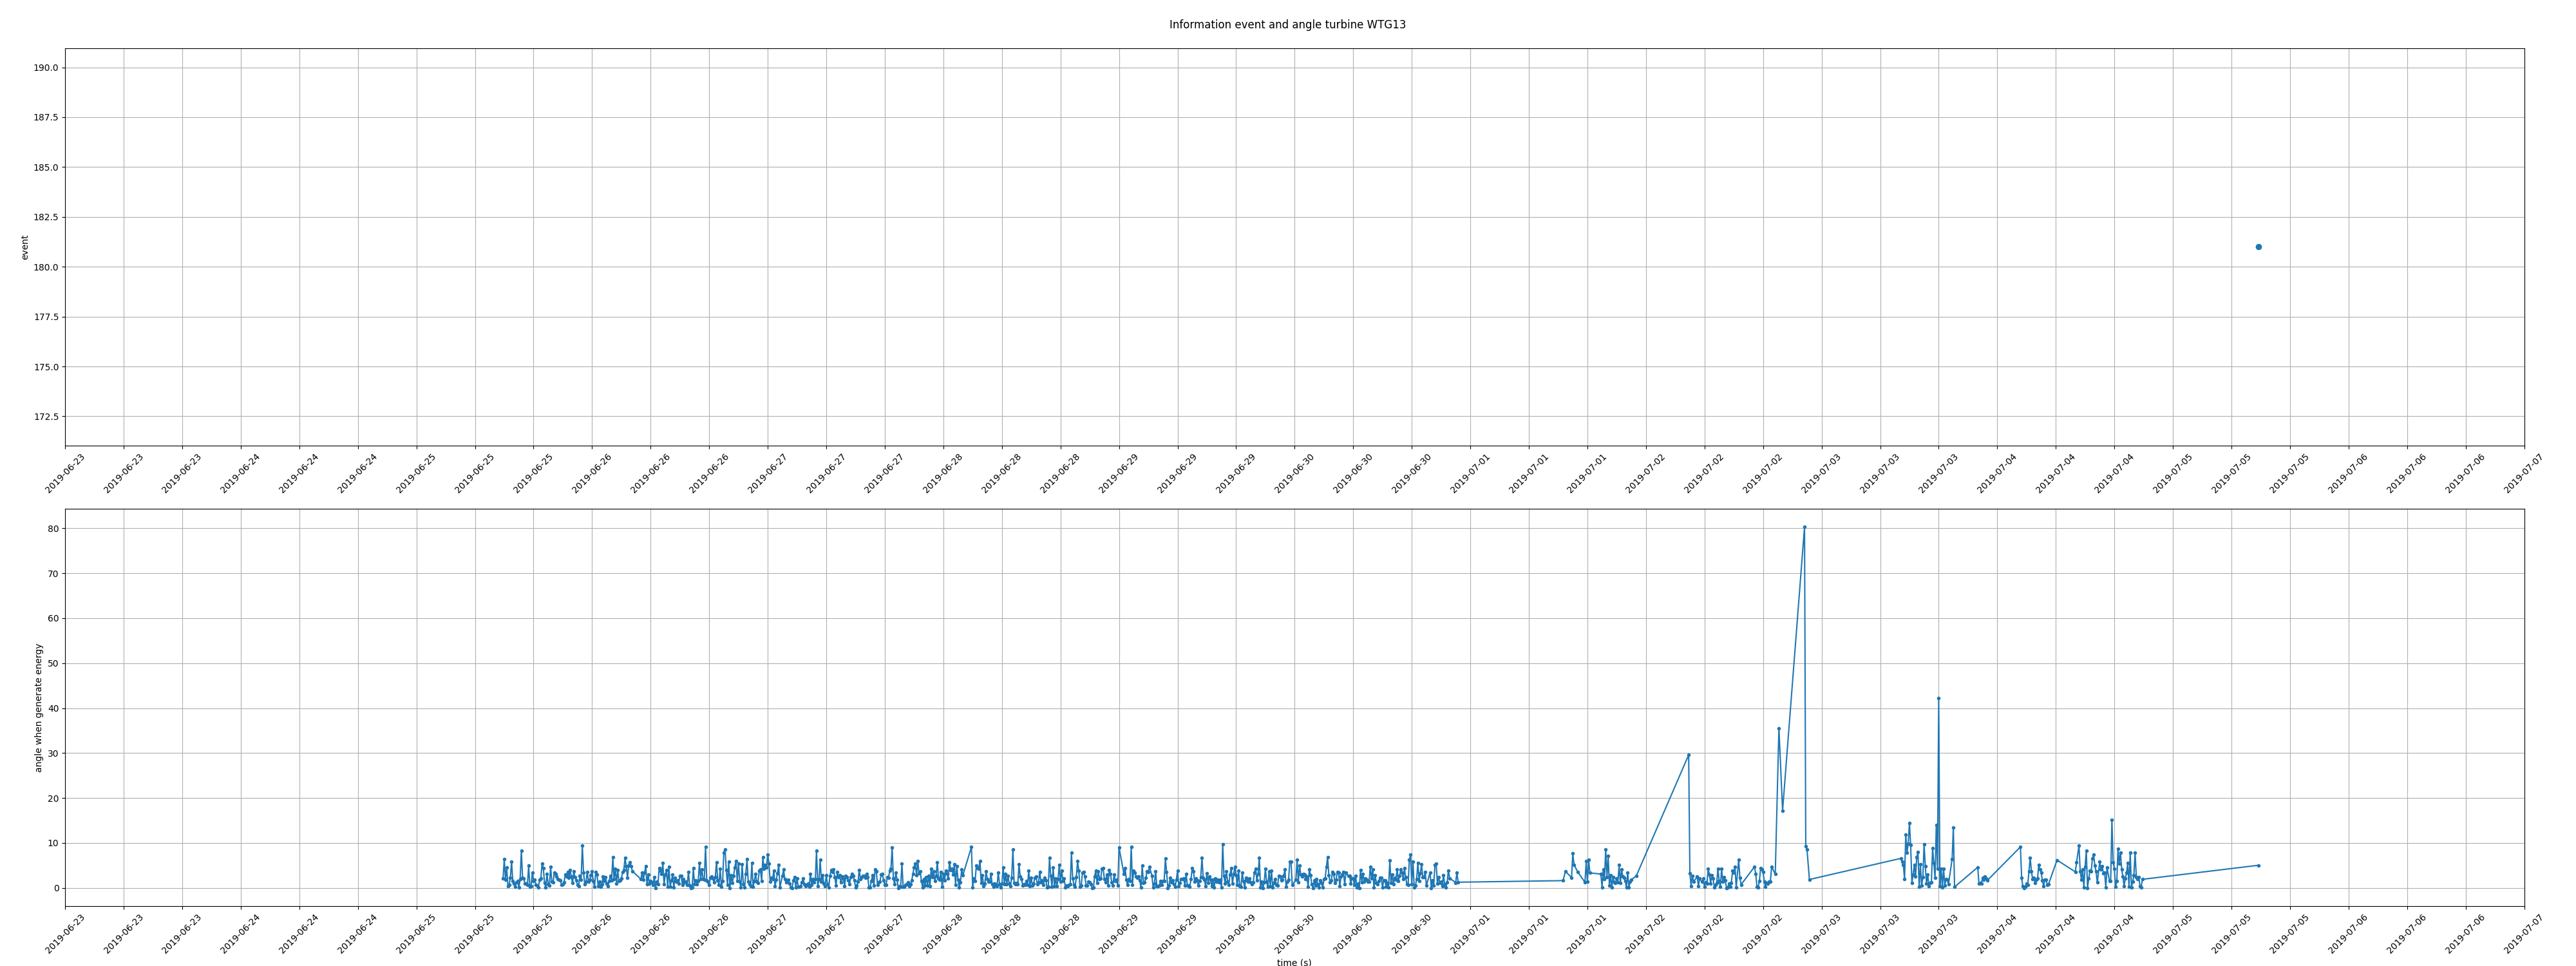 Information event and angle turbine WTG13
190.0
187.5
185.0
182.5
180.0
177.5
175.0
172.5
event
2019-06-23 2019-06-23 2019-06-23 2019-06-24 2019-06-24 2019-06-24 2019-06-25 2019-06-25 2019-06-25 2019-06-26 2019-06-26 2019-06-26 2019-06-27 2019-06-27 2019-06-27 2019-06-28 2019-06-28 2019-06-28 2019-06-29 2019-06-29 2019-06-29 2019-06-30 2019-06-30 2019-06-30 2019-07-01 2019-07-01 2019-07-01 2019-07-02 2019-07-02 2019-07-02 2019-07-03 2019-07-03 2019-07-03 2019-07-04 2019-07-04 2019-07-04 2019-07-05 2019-07-05 2019-07-05 2019-07-06 2019-07-06 2019-07-06 2019-07-07
80
70
60
50
40
30
20
10
0
angle when generate energy
2019-06-23 2019-06-23 2019-06-23 2019-06-24 2019-06-24 2019-06-24 2019-06-25 2019-06-25 2019-06-25 2019-06-26 2019-06-26 2019-06-26 2019-06-27 2019-06-27 2019-06-27 2019-06-28 2019-06-28 2019-06-28 2019-06-29 2019-06-29 2019-06-29 2019-06-30 2019-06-30 2019-06-30 2019-07-01 2019-07-01 2019-07-01 2019-07-02 2019-07-02 2019-07-02 2019-07-03 2019-07-03 2019-07-03 2019-07-04 2019-07-04 2019-07-04 2019-07-05 2019-07-05 2019-07-05 2019-07-06 2019-07-06 2019-07-06 2019-07-07
time (s)